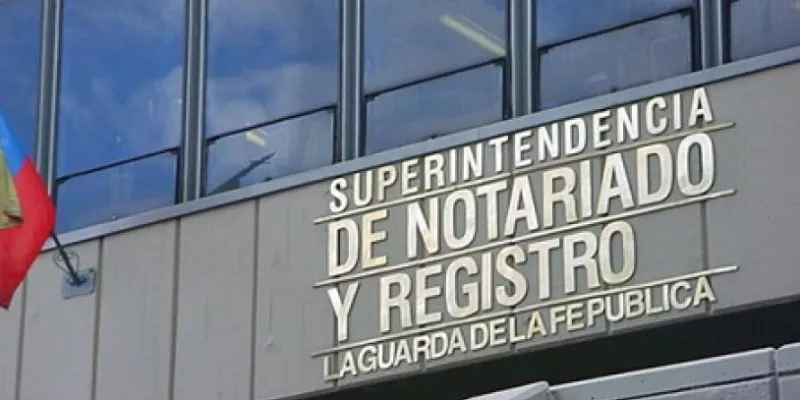 SUPERINTENDENCIA
DE NOTARIADO
Y REGISTRO
LA GUARDA DE LA FE PUBLICA